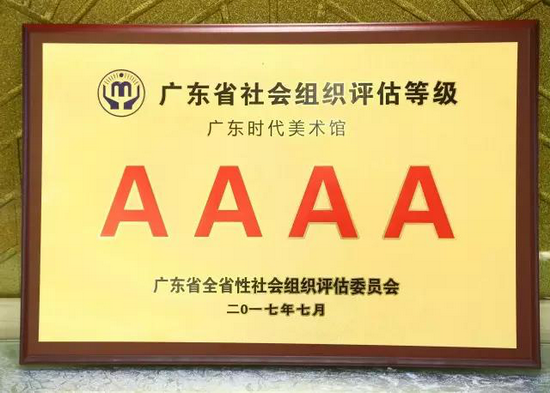 广东省社会组织评估等级
广东时代美术馆
AAAA
广东省全省性社会组织评估委员会
二〇一七年七月